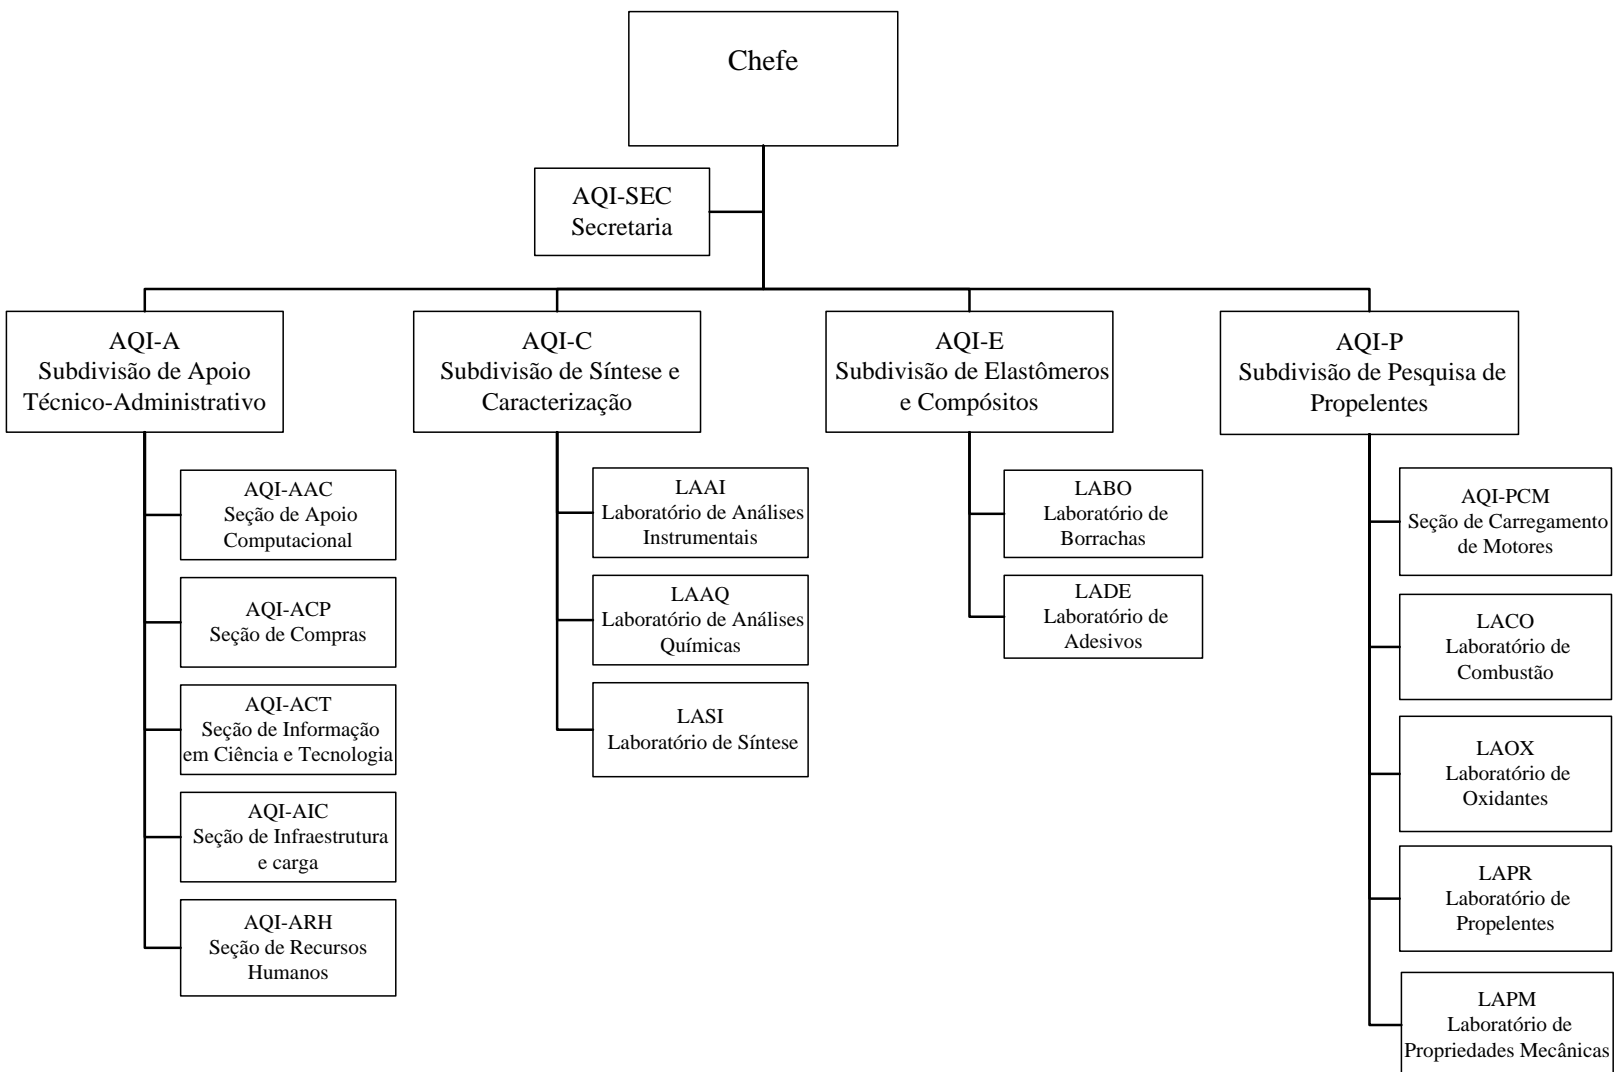 Chefe
AQI-SEC
Secretaria
AQI-A
Subdivisão de Apoio
Técnico-Administrativo
AQI-C
Subdivisão de Síntese e
Caracterização
AQI-E
Subdivisão de Elastômeros
e Compósitos
AQI-P
Subdivisão de Pesquisa de
Propelentes
AQI-AAC
Seção de Apoio
Computacional
AQI-ACP
Seção de Compras
AQI-ACT
Seção de Informação
em Ciência e Tecnologia
AQI-AIC
Seção de Infraestrutura
e carga
AQI-ARH
Seção de Recursos
Humanos
LAAI
Laboratório de Análises
Instrumentais
LAAQ
Laboratório de Análises
Químicas
LASI
Laboratório de Síntese
LABO
Laboratório de
Borrachas
LADE
Laboratório de
Adesivos
AQI-PCM
Seção de Carregamento
de Motores
LACO
Laboratório de
Combustão
LAOX
Laboratório de
Oxidantes
LAPR
Laboratório de
Propelentes
LAPM
Laboratório de
Propriedades Mecânicas